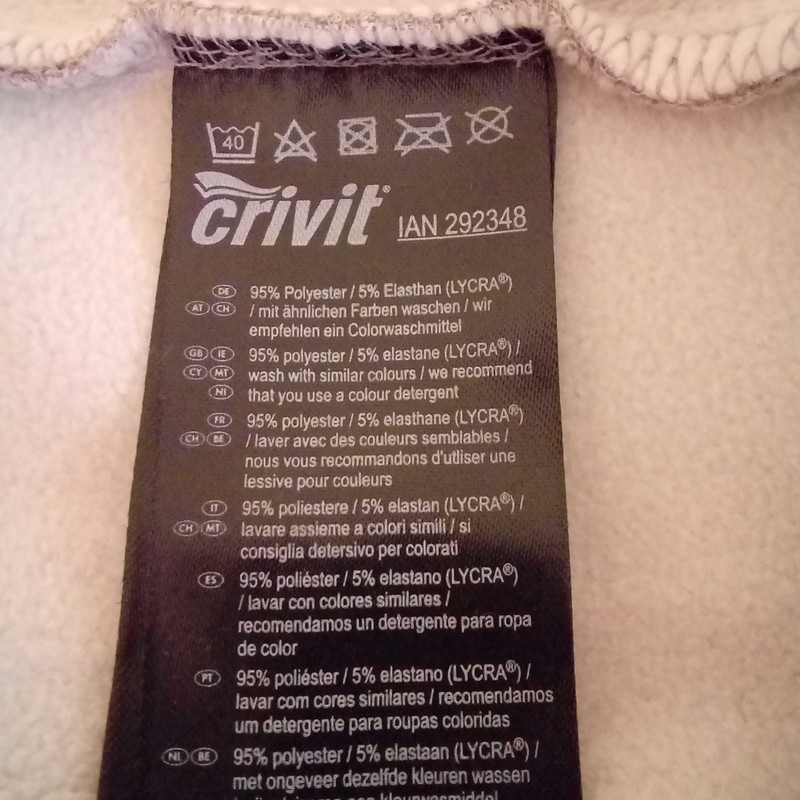 40
crivit® IAN 292348
DE 95% Polyester / 5% Elasthan (LYCRA®)
AT CH / mit ähnlichen Farben waschen / wir
empfehlen ein Colorwaschmittel
GB IE 95% polyester / 5% elastane (LYCRA®) /
CY MT wash with similar colours / we recommend
NI that you use a colour detergent
FR 95% polyester / 5% elasthane (LYCRA®)
CH BE / laver avec des couleurs semblables /
nous vous recommandons d'utliser une
lessive pour couleurs
IT 95% poliestere / 5% elastan (LYCRA®) /
CH MT lavare assieme a colori simili / si
consiglia detersivo per colorati
ES 95% poliéster / 5% elastano (LYCRA®)
/ lavar con colores similares /
recomendamos un detergente para ropa
de color
PT 95% poliéster / 5% elastano (LYCRA®) /
lavar com cores similares / recomendamos
um detergente para roupas coloridas
NL BE 95% polyester / 5% elastaan (LYCRA®) /
met ongeveer dezelfde kleuren wassen